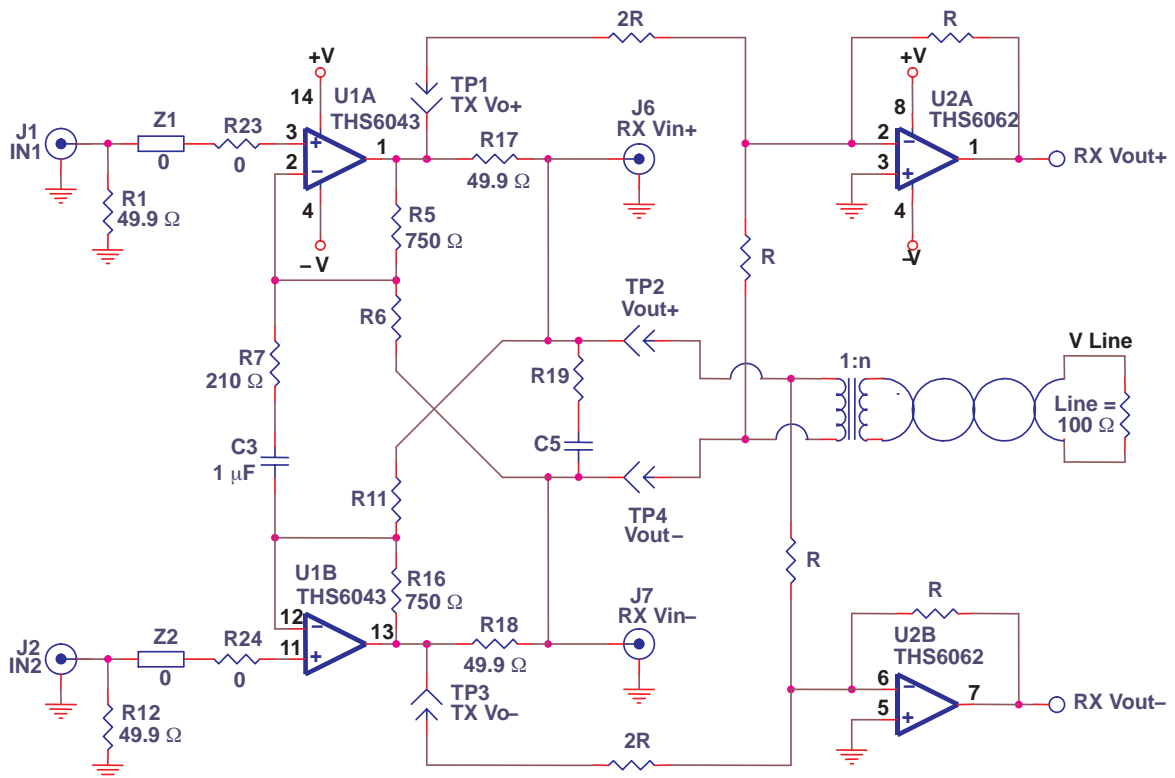 2R
R
+V
+V
14
U1A
THS6043
TP1
TX Vo+
J6
RX Vin+
8
U2A
THS6062
J1
IN1
Z1
0
R23
0
3
2
+
−
1
R17
49.9 Ω
2
3
−
+
1
RX Vout+
R1
49.9 Ω
4
−V
R5
750 Ω
4
−V
R
R6
TP2
Vout+
R7
210 Ω
R19
1:n
V Line
Line =
100 Ω
C3
1 µF
C5
R11
TP4
Vout−
R
U1B
THS6043
R16
750 Ω
J7
RX Vin−
R
12
11
−
+
13
R18
49.9 Ω
U2B
THS6062
J2
IN2
Z2
0
R24
0
6
5
−
+
7
RX Vout−
TP3
TX Vo−
R12
49.9 Ω
2R